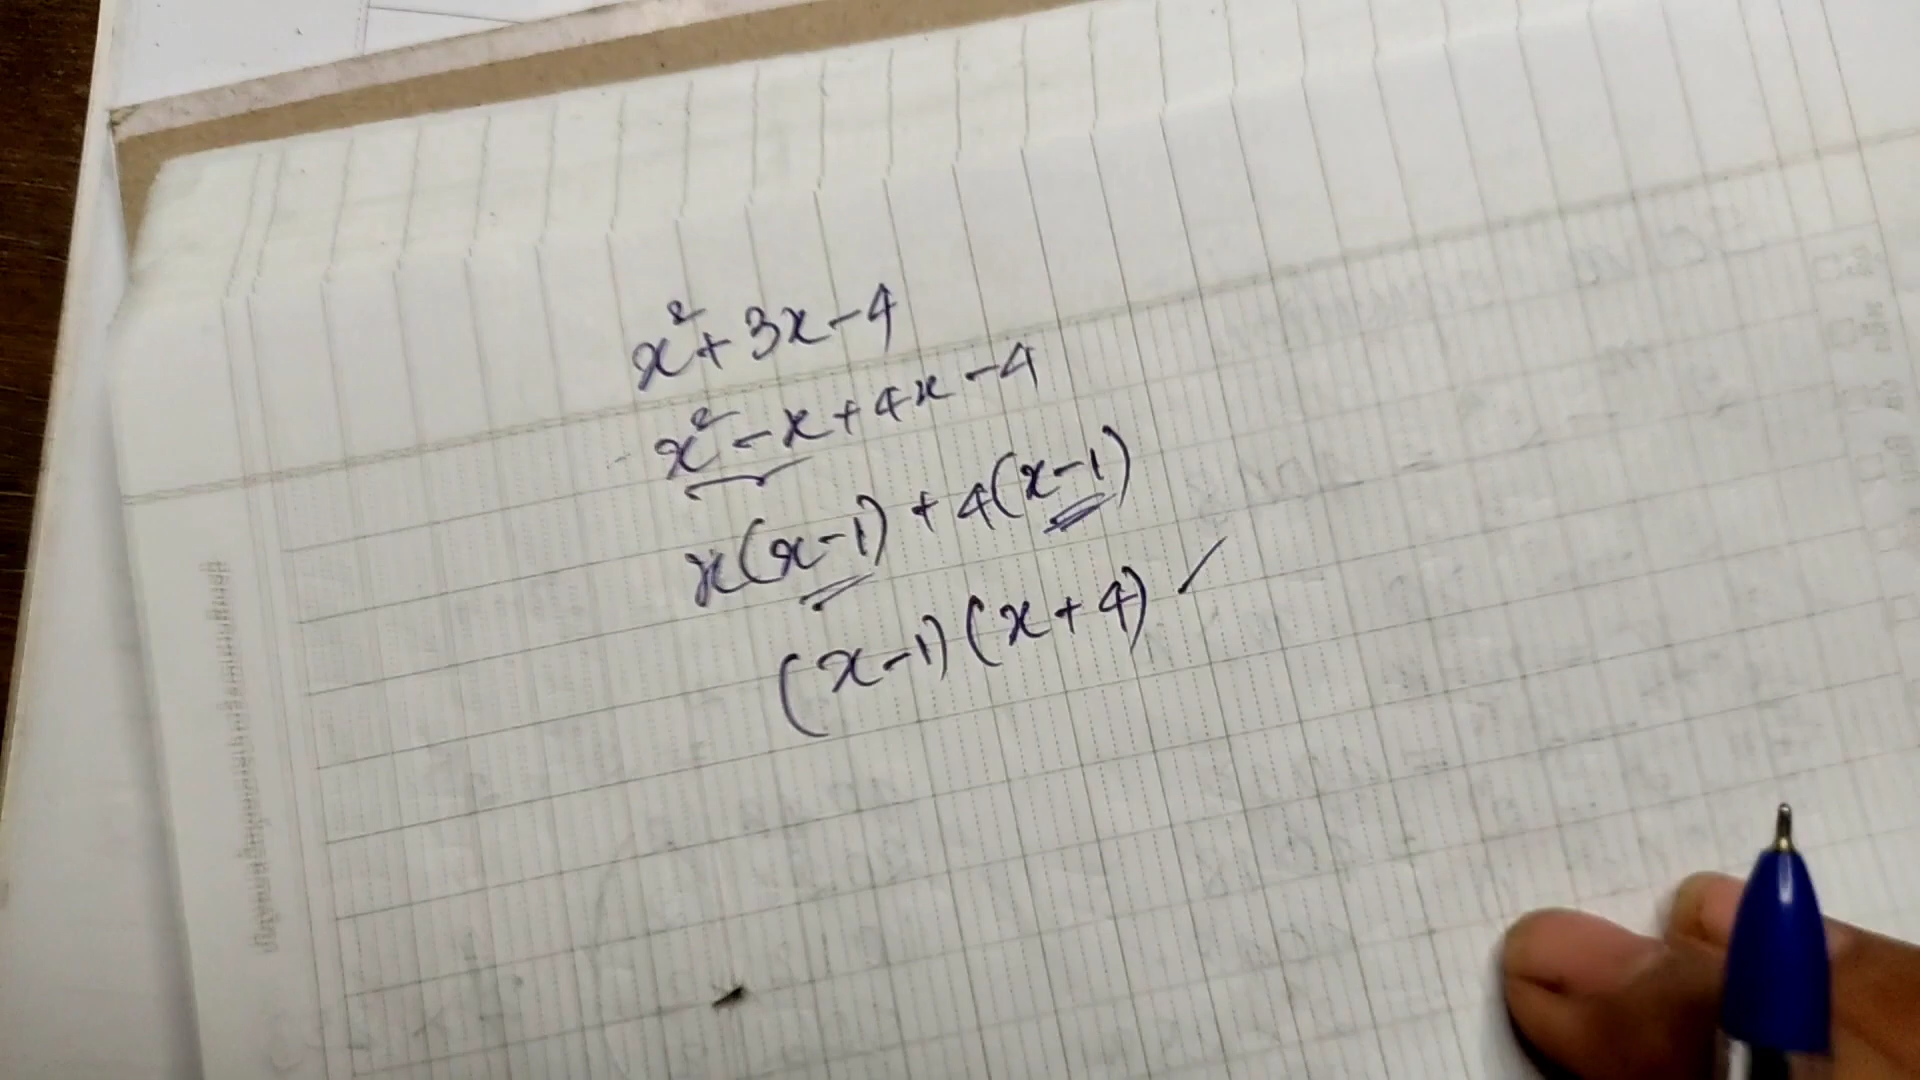 x² + 3x - 4
x² - x + 4x - 4
x(x-1) + 4(x-1)
(x-1)(x+4)